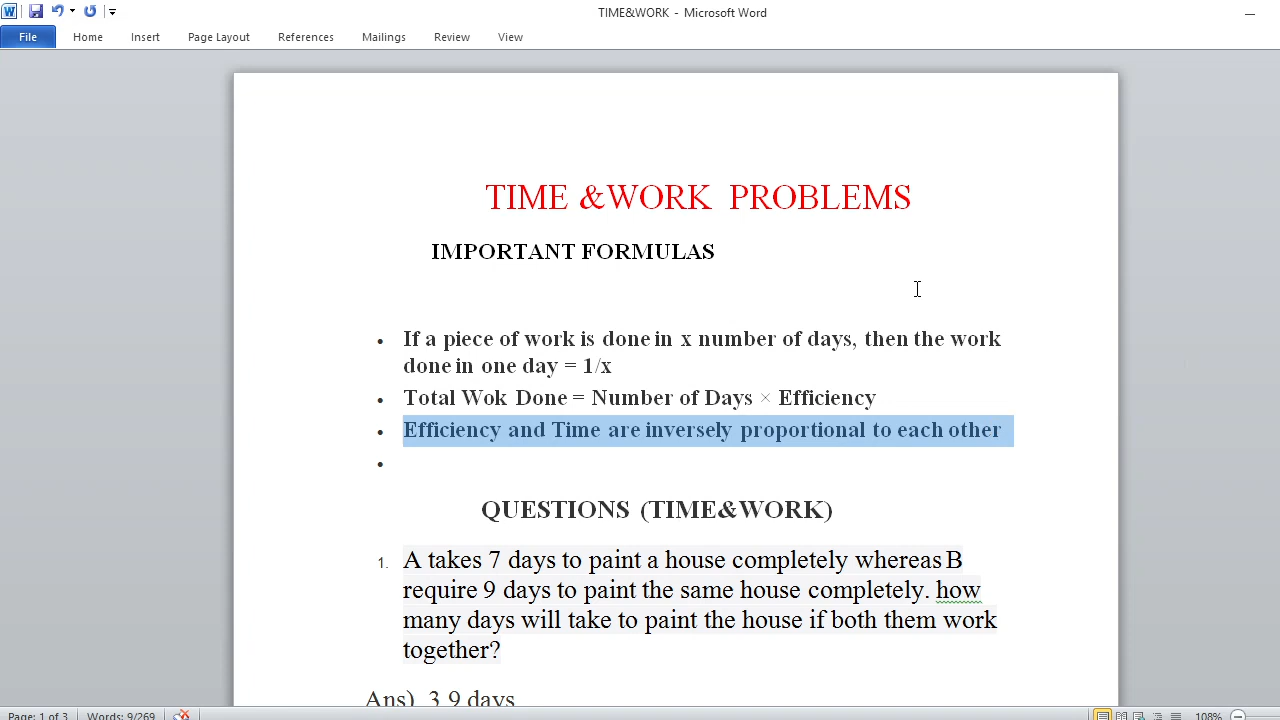 TIME&WORK - Microsoft Word
File Home Insert Page Layout References Mailings Review View
TIME &WORK PROBLEMS
IMPORTANT FORMULAS
• If a piece of work is done in x number of days, then the work
done in one day = 1/x
• Total Wok Done = Number of Days × Efficiency
• Efficiency and Time are inversely proportional to each other
•
QUESTIONS (TIME&WORK)
1. A takes 7 days to paint a house completely whereas B
require 9 days to paint the same house completely. how
many days will take to paint the house if both them work
together?
Ans) 3.9 days
Page: 1 of 3 Words: 9/269 108%